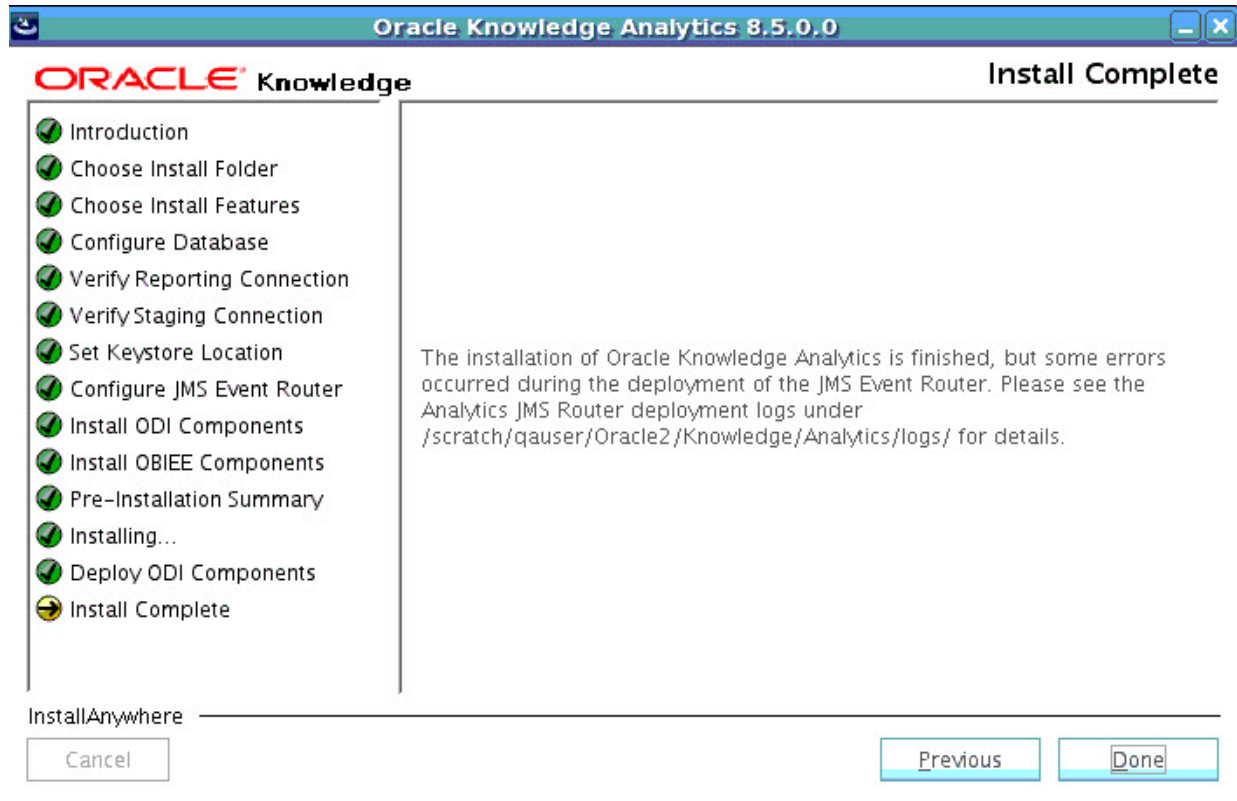 Oracle Knowledge Analytics 8.5.0.0
ORACLE Knowledge
Install Complete
Introduction
Choose Install Folder
Choose Install Features
Configure Database
Verify Reporting Connection
Verify Staging Connection
Set Keystore Location
Configure JMS Event Router
Install ODI Components
Install OBIEE Components
Pre-Installation Summary
Installing...
Deploy ODI Components
Install Complete
The installation of Oracle Knowledge Analytics is finished, but some errors
occurred during the deployment of the JMS Event Router. Please see the
Analytics JMS Router deployment logs under
/scratch/qauser/Oracle2/Knowledge/Analytics/logs/ for details.
InstallAnywhere
Cancel
Previous
Done